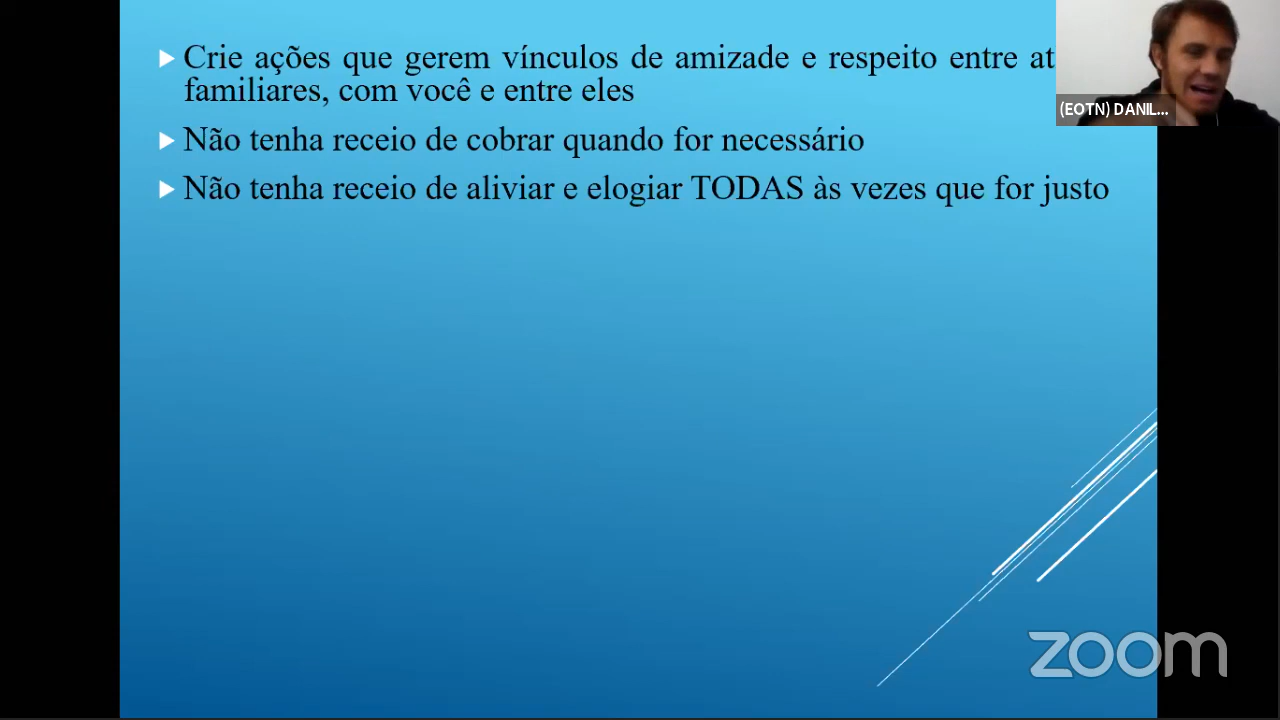 Crie ações que gerem vínculos de amizade e respeito entre
familiares, com você e entre eles
Não tenha receio de cobrar quando for necessário
Não tenha receio de aliviar e elogiar TODAS às vezes que for justo
(EOTN) DANIL...
zoom